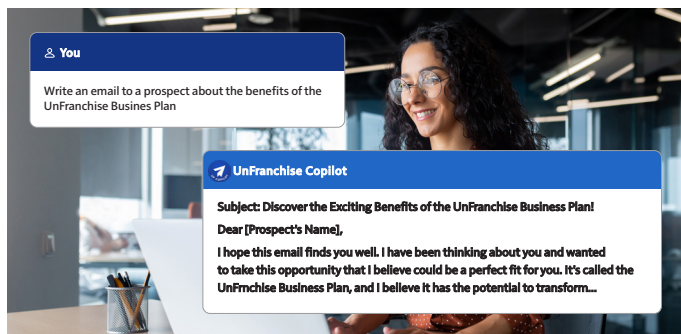 You
Write an email to a prospect about the benefits of the
UnFranchise Busines Plan
UnFranchise Copilot
Subject: Discover the Exciting Benefits of the UnFranchise Business Plan!
Dear [Prospect's Name],
I hope this email finds you well. I have been thinking about you and wanted
to take this opportunity that I believe could be a perfect fit for you. It's called the
UnFrnchise Business Plan, and I believe it has the potential to transform...